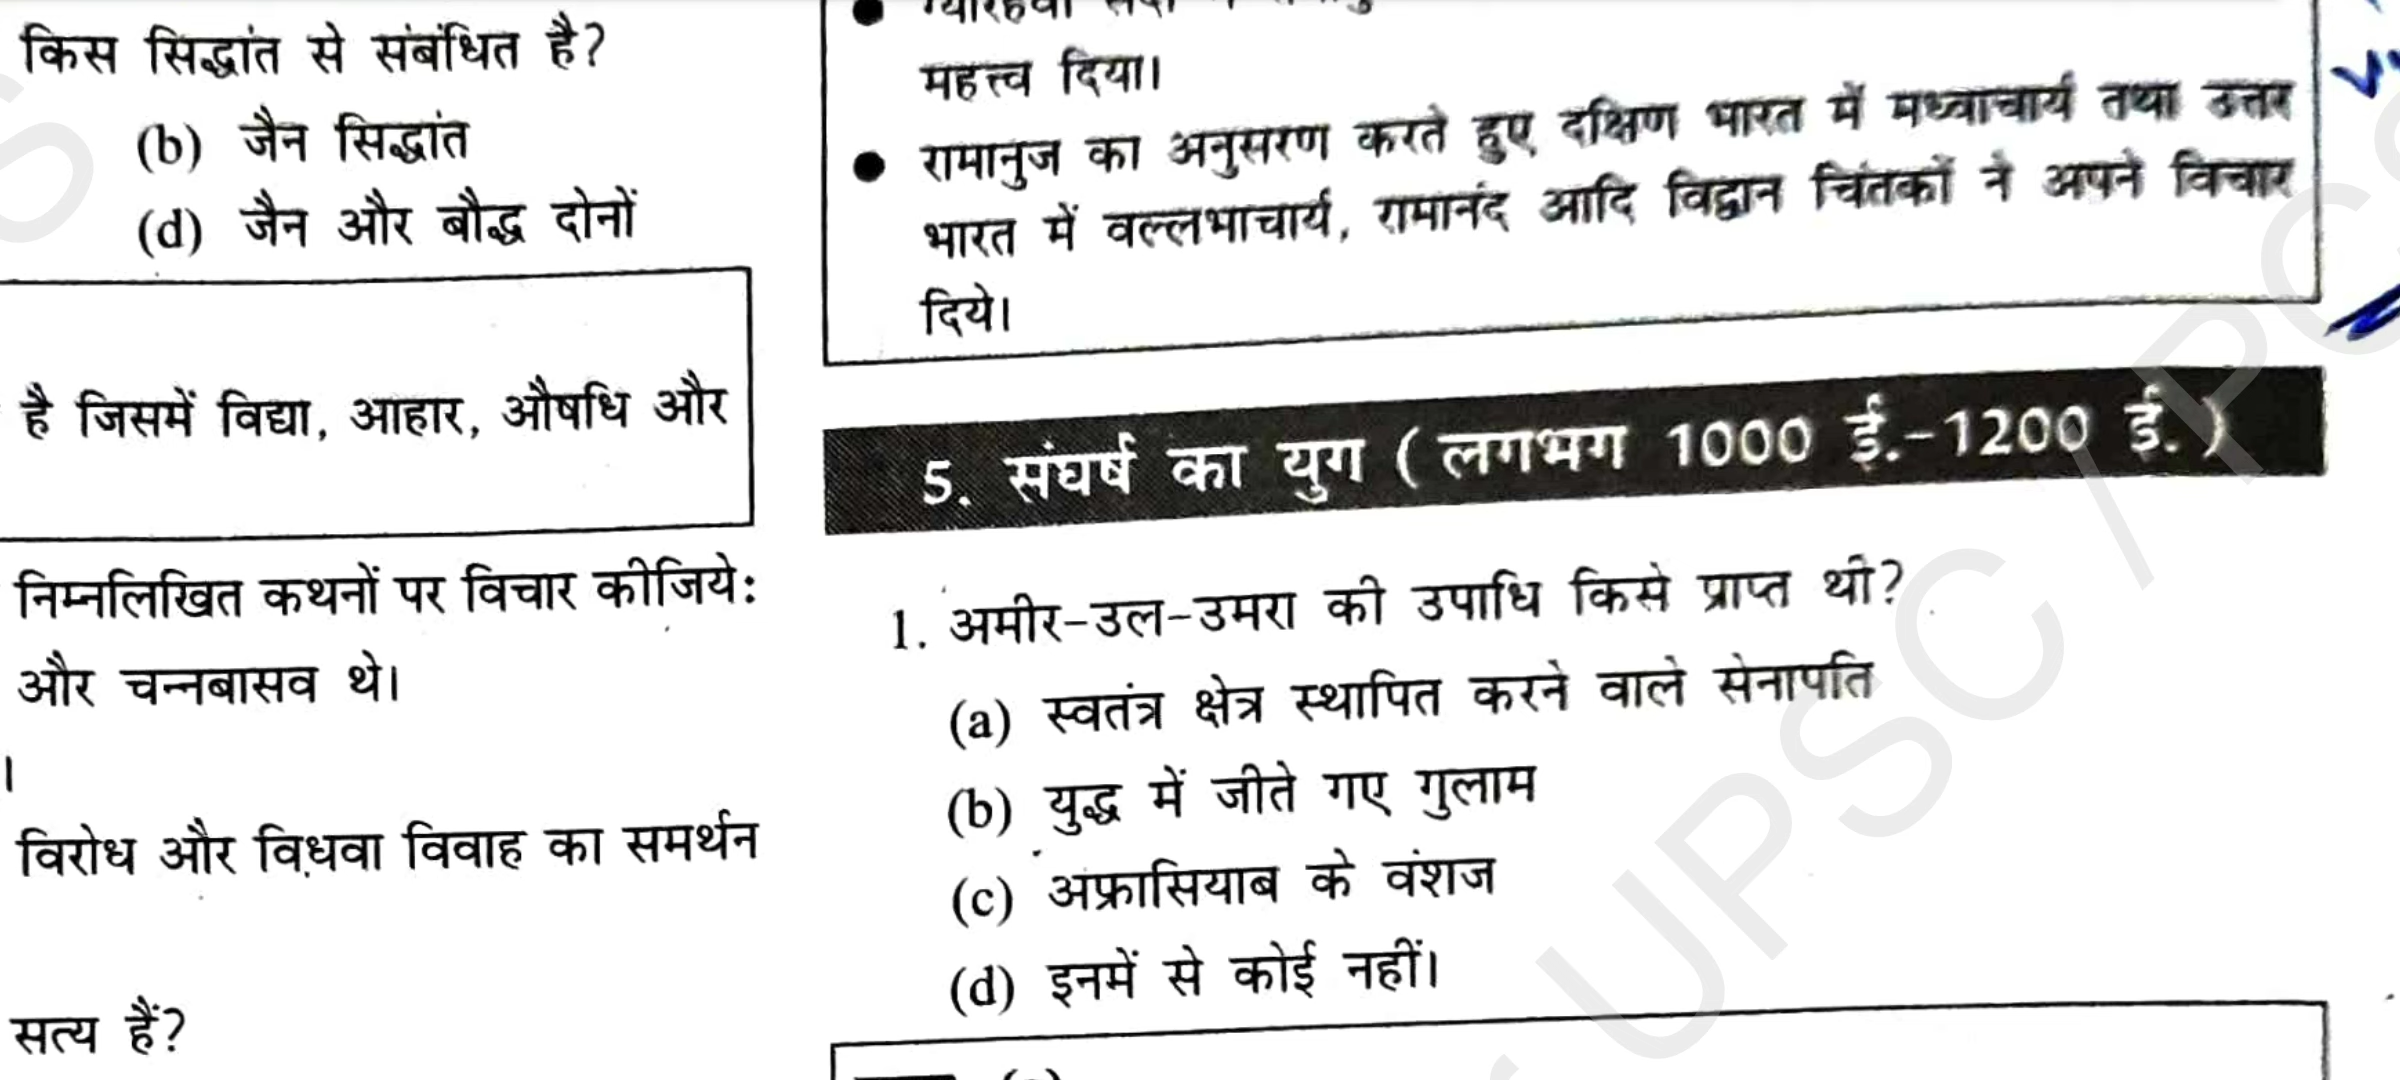 किस सिद्धांत से संबंधित है?
(b) जैन सिद्धांत
(d) जैन और बौद्ध दोनों
है जिसमें विद्या, आहार, औषधि और
निम्नलिखित कथनों पर विचार कीजिये:
और चन्नबासव थे।
।
विरोध और विधवा विवाह का समर्थन
सत्य हैं?
महत्त्व दिया।
● रामानुज का अनुसरण करते हुए दक्षिण भारत में मध्वाचार्य तथा उत्तर
भारत में वल्लभाचार्य, रामानंद आदि विद्वान चिंतकों ने अपने विचार
दिये।
5. संघर्ष का युग ( लगभग 1000 ई.-1200 ई. )
1. अमीर-उल-उमरा की उपाधि किसे प्राप्त थी?
(a) स्वतंत्र क्षेत्र स्थापित करने वाले सेनापति
(b) युद्ध में जीते गए गुलाम
(c) अफ्रासियाब के वंशज
(d) इनमें से कोई नहीं।
UPSC / PCS